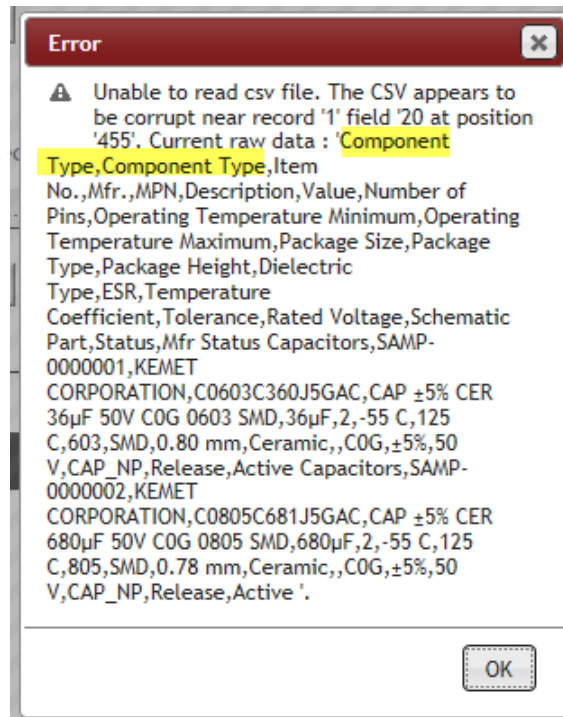 Error
Unable to read csv file. The CSV appears to
be corrupt near record '1' field '20 at position
'455'. Current raw data : 'Component
Type,Component Type,Item
No.,Mfr.,MPN,Description,Value,Number of
Pins,Operating Temperature Minimum,Operating
Temperature Maximum,Package Size,Package
Type,Package Height,Dielectric
Type,ESR,Temperature
Coefficient,Tolerance,Rated Voltage,Schematic
Part,Status,Mfr Status Capacitors,SAMP-
0000001,KEMET
CORPORATION,C0603C360J5GAC,CAP ±5% CER
36µF 50V C0G 0603 SMD,36µF,2,-55 C,125
C,603,SMD,0.80 mm,Ceramic,,C0G,±5%,50
V,CAP_NP,Release,Active Capacitors,SAMP-
0000002,KEMET
CORPORATION,C0805C681J5GAC,CAP ±5% CER
680µF 50V C0G 0805 SMD,680µF,2,-55 C,125
C,805,SMD,0.78 mm,Ceramic,,C0G,±5%,50
V,CAP_NP,Release,Active '.
OK